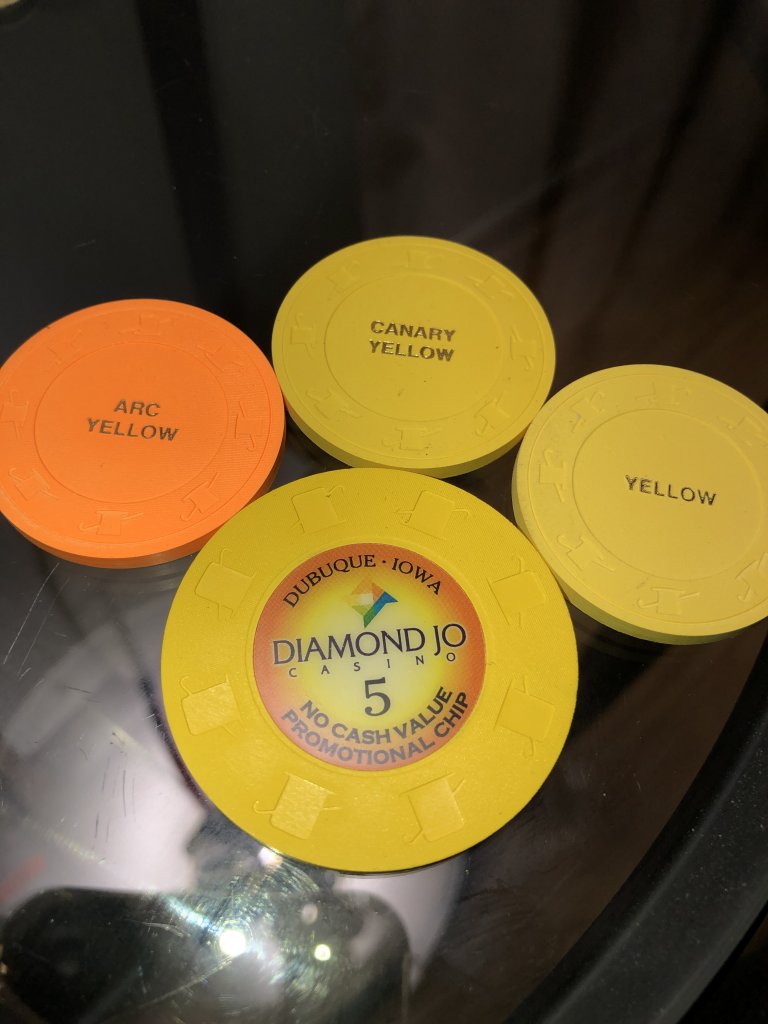 CANARY
YELLOW
ARC
YELLOW
YELLOW
DUBUQUE · IOWA
DIAMOND JO
CASINO
5
NO CASH VALUE
PROMOTIONAL CHIP